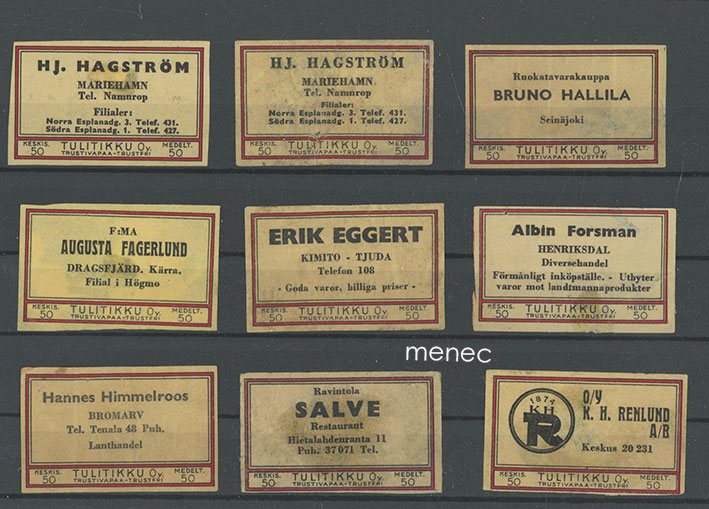 HJ. HAGSTRÖM
MARIEHAMN
Tel. Namnrop
Filialer:
Norra Esplanadg. 3. Telef. 431.
Södra Esplanadg. 1. Telef. 427.
KESKIS. 50 TULITIKKU Oy. MEDELT. 50
TRUSTIVAPAA-TRUSTFRI
HJ. HAGSTRÖM
MARIEHAMN
Tel. Namnrop
Filialer:
Norra Esplanadg. 3. Telef. 431.
Södra Esplanadg. 1. Telef. 427.
KESKIS. 50 TULITIKKU Oy. MEDELT. 50
TRUSTIVAPAA-TRUSTFRI
Ruokatavarakauppa
BRUNO HALLILA
Seinäjoki
KESKIS. 50 TULITIKKU Oy. MEDELT. 50
TRUSTIVAPAA-TRUSTFRI
F:MA
AUGUSTA FAGERLUND
DRAGSFJÄRD. Kärra.
Filial i Högmo
KESKIS. 50 TULITIKKU Oy. MEDELT. 50
TRUSTIVAPAA-TRUSTFRI
ERIK EGGERT
KIMITO - TJUDA
Telefon 108
- Goda varor, billiga priser -
KESKIS. 50 TULITIKKU Oy. MEDELT. 50
TRUSTIVAPAA-TRUSTFRI
Albin Forsman
HENRIKSDAL
Diversehandel
Förmånligt inköpställe. - Utbyter
varor mot landtmannaprodukter
KESKIS. 50 TULITIKKU Oy. MEDELT. 50
TRUSTIVAPAA-TRUSTFRI
menec
Hannes Himmelroos
BROMARV
Tel. Tenala 48 Puh.
Lanthandel
KESKIS. 50 TULITIKKU Oy. MEDELT. 50
TRUSTIVAPAA-TRUSTFRI
Ravintola
SALVE
Restaurant
Hietalahdenranta 11
Puh. 37071 Tel.
KESKIS. 50 TULITIKKU Oy. MEDELT. 50
TRUSTIVAPAA-TRUSTFRI
1874
KH
R
O/Y
K. H. RENLUND
A/B
Keskus 20 231
KESKIS. 50 TULITIKKU Oy. MEDELT. 50
TRUSTIVAPAA-TRUSTFRI